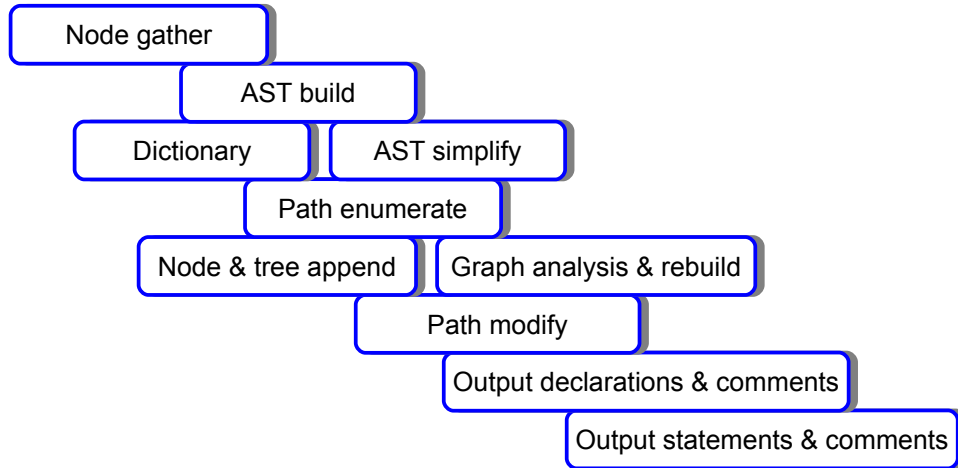 Node gather
AST build
Dictionary
AST simplify
Path enumerate
Node & tree append
Graph analysis & rebuild
Path modify
Output declarations & comments
Output statements & comments